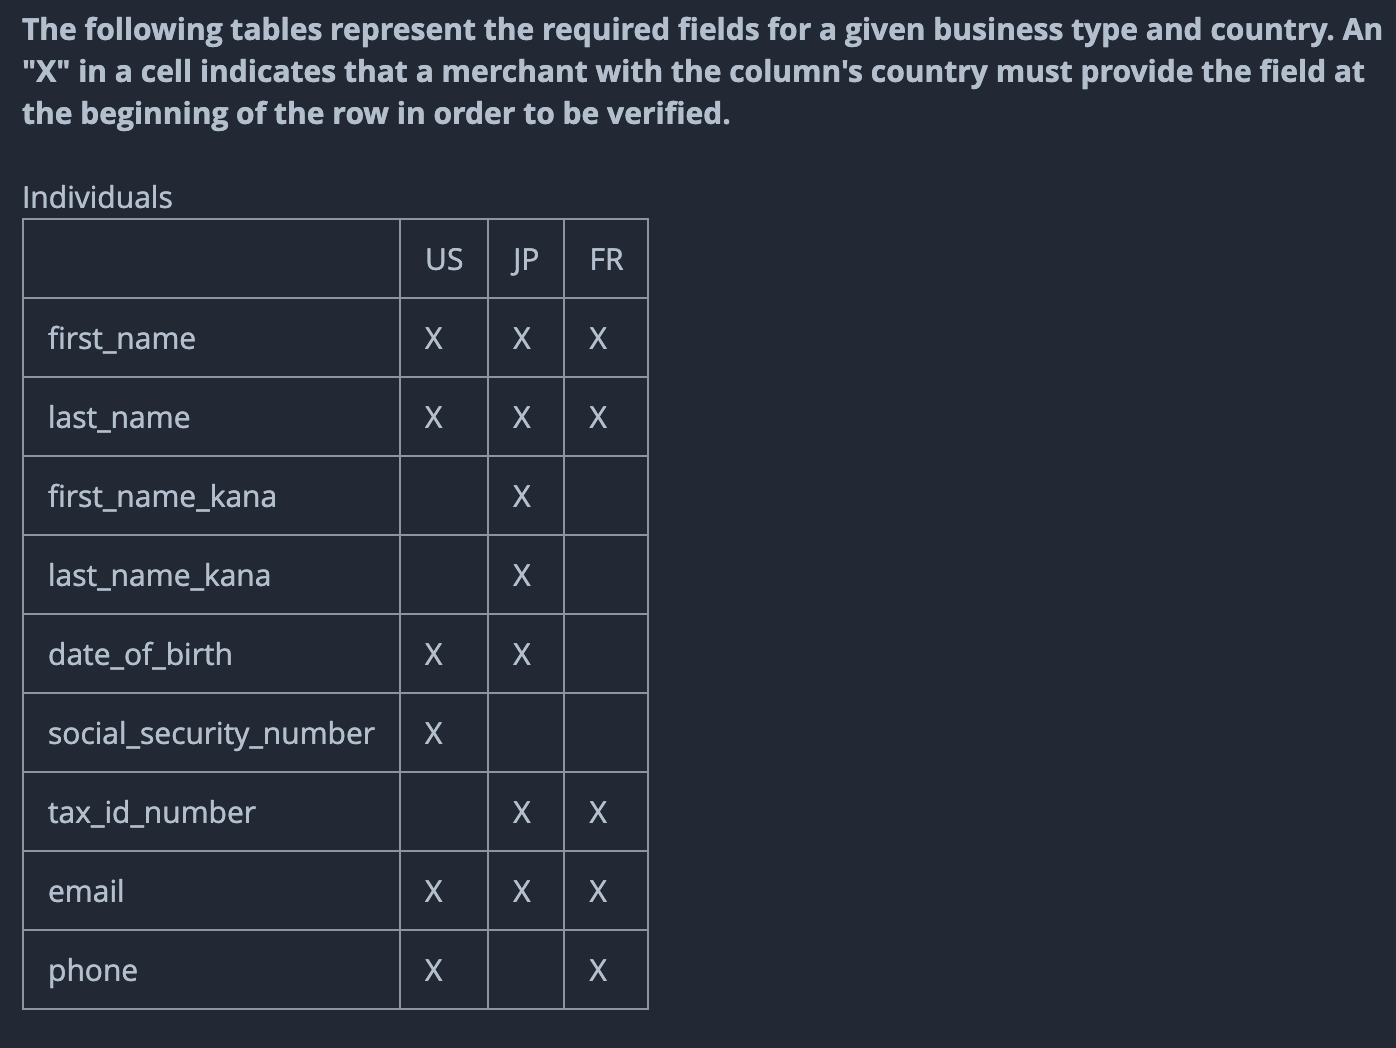 The following tables represent the required fields for a given business type and country. An
"X" in a cell indicates that a merchant with the column's country must provide the field at
the beginning of the row in order to be verified.
Individuals
US JP FR
first_name X X X
last_name X X X
first_name_kana X
last_name_kana X
date_of_birth X X
social_security_number X
tax_id_number X X
email X X X
phone X X